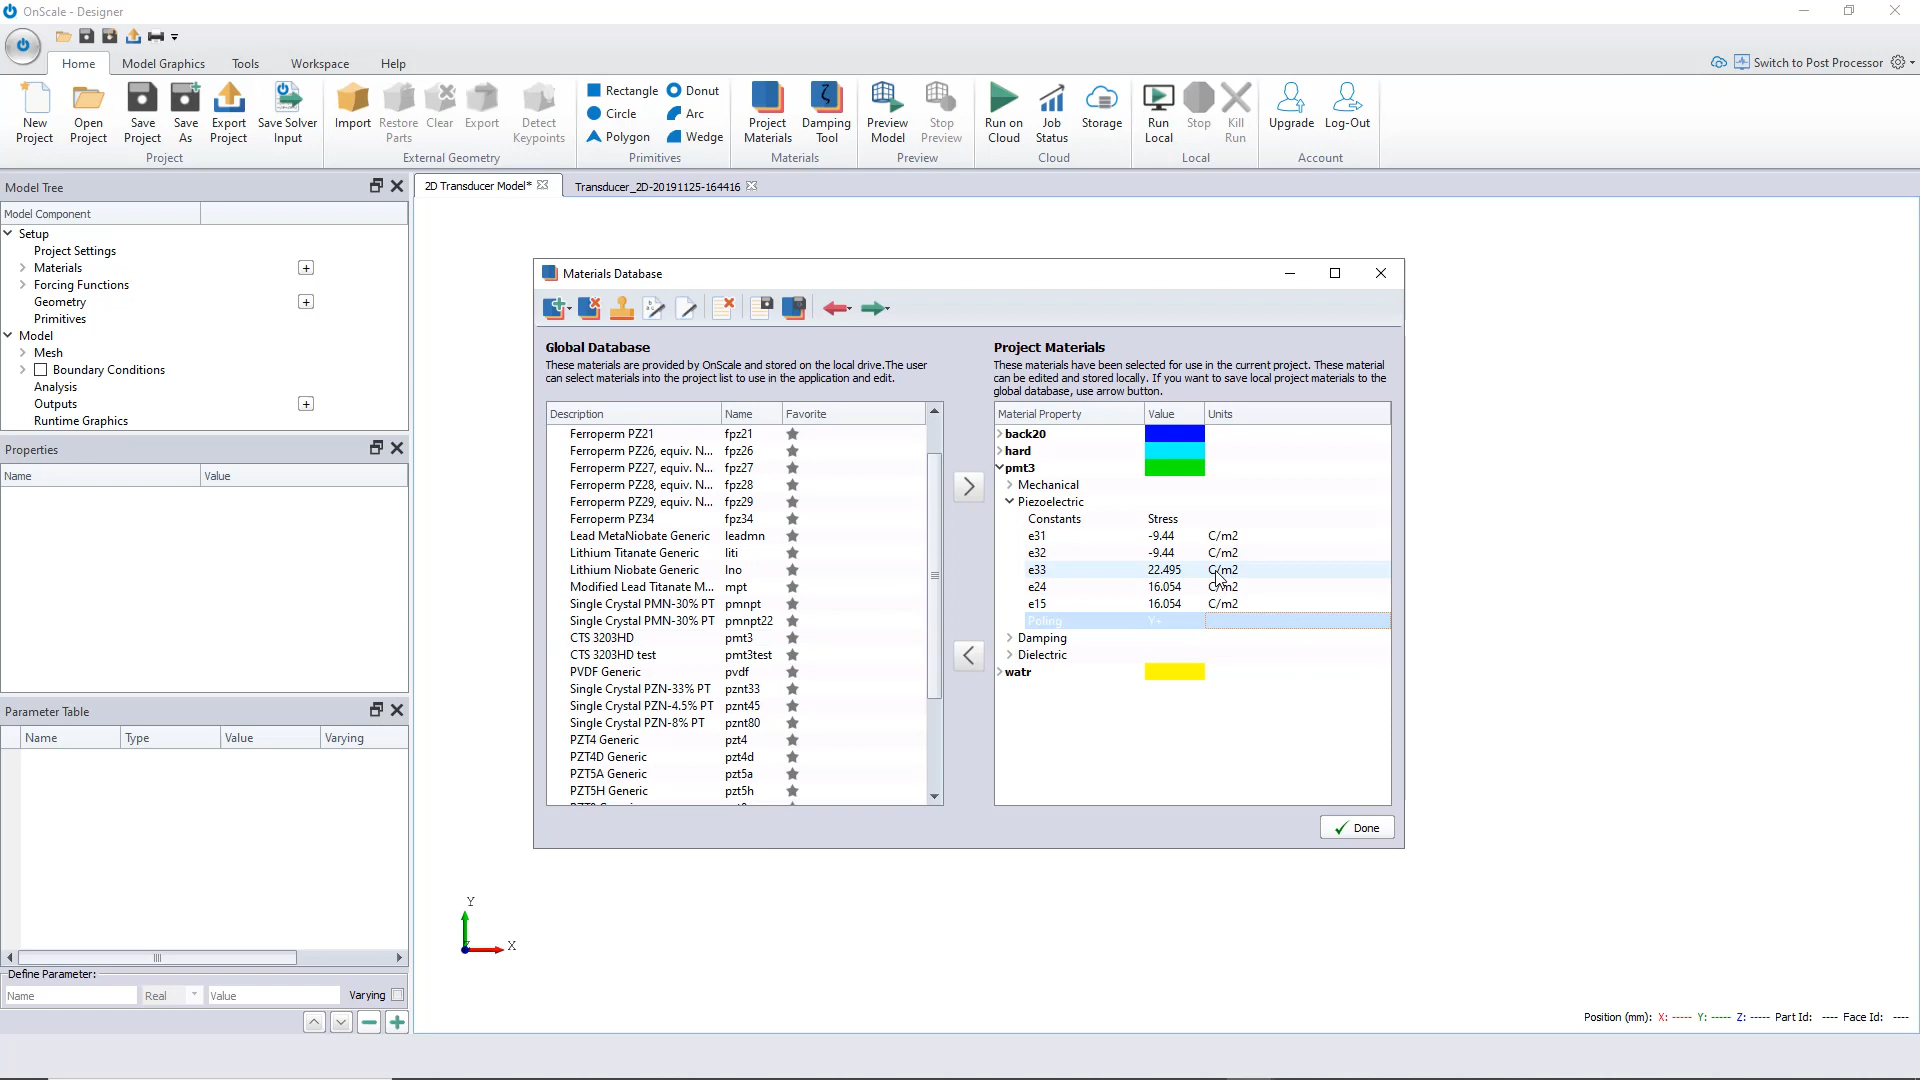 OnScale - Designer
Home
Model Graphics
Tools
Workspace
Help
Switch to Post Processor
New Project
Open Project
Save Project
Save As
Export Project
Save Solver Input
Project
Import
Restore Parts
Clear
Export
Detect Keypoints
External Geometry
Rectangle
Donut
Circle
Arc
Polygon
Wedge
Primitives
Project Materials
Damping Tool
Materials
Preview Model
Stop Preview
Preview
Run on Cloud
Job Status
Storage
Cloud
Run Local
Stop
Kill Run
Local
Upgrade
Log-Out
Account
Model Tree
Model Component
Setup
Project Settings
Materials
Forcing Functions
Geometry
Primitives
Model
Mesh
Boundary Conditions
Analysis
Outputs
Runtime Graphics
Properties
Name Value
Parameter Table
Name Type Value Varying
Define Parameter:
Name Real Value Varying
2D Transducer Model*
Transducer_2D-20191125-164416
Materials Database
Global Database
These materials are provided by OnScale and stored on the local drive.The user
can select materials into the project list to use in the application and edit.
Description Name Favorite
Ferroperm PZ21 fpz21
Ferroperm PZ26, equiv. N... fpz26
Ferroperm PZ27, equiv. N... fpz27
Ferroperm PZ28, equiv. N... fpz28
Ferroperm PZ29, equiv. N... fpz29
Ferroperm PZ34 fpz34
Lead MetaNiobate Generic leadmn
Lithium Titanate Generic liti
Lithium Niobate Generic lno
Modified Lead Titanate M... mpt
Single Crystal PMN-30% PT pmnpt
Single Crystal PMN-30% PT pmnpt22
CTS 3203HD pmt3
CTS 3203HD test pmt3test
PVDF Generic pvdf
Single Crystal PZN-33% PT pznt33
Single Crystal PZN-4.5% PT pznt45
Single Crystal PZN-8% PT pznt80
PZT4 Generic pzt4
PZT4D Generic pzt4d
PZT5A Generic pzt5a
PZT5H Generic pzt5h
Project Materials
These materials have been selected for use in the current project. These material
can be edited and stored locally. If you want to save local project materials to the
global database, use arrow button.
Material Property Value Units
back20
hard
pmt3
Mechanical
Piezoelectric
Constants Stress
e31 -9.44 C/m2
e32 -9.44 C/m2
e33 22.495 C/m2
e24 16.054 C/m2
e15 16.054 C/m2
Poling Y+
Damping
Dielectric
watr
Done
Y
X
Position (mm): X: ----- Y: ----- Z: ----- Part Id: ---- Face Id: ----